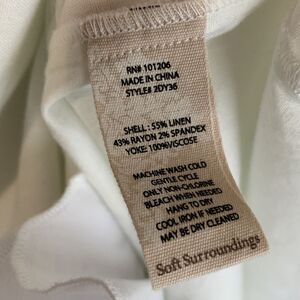 RN# 101206
MADE IN CHINA
STYLE# 2DY36
SHELL : 55% LINEN
43% RAYON 2% SPANDEX
YOKE: 100%VISCOSE
MACHINE WASH COLD
GENTLE CYCLE
ONLY NON-CHLORINE
BLEACH WHEN NEEDED
HANG TO DRY
COOL IRON IF NEEDED
MAY BE DRY CLEANED
Soft Surroundings